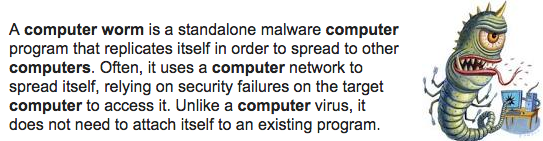 A computer worm is a standalone malware computer
program that replicates itself in order to spread to other
computers. Often, it uses a computer network to
spread itself, relying on security failures on the target
computer to access it. Unlike a computer virus, it
does not need to attach itself to an existing program.